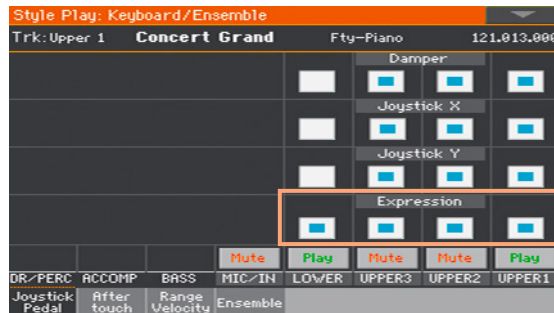 Style Play: Keyboard/Ensemble
Trk: Upper 1 Concert Grand Fty-Piano 121.013.000
Damper
Joystick X
Joystick Y
Expression
Mute Play Mute Mute Play
DR/PERC ACCOMP BASS MIC/IN LOWER UPPER3 UPPER2 UPPER1
Joystick Pedal After touch Range Velocity Ensemble